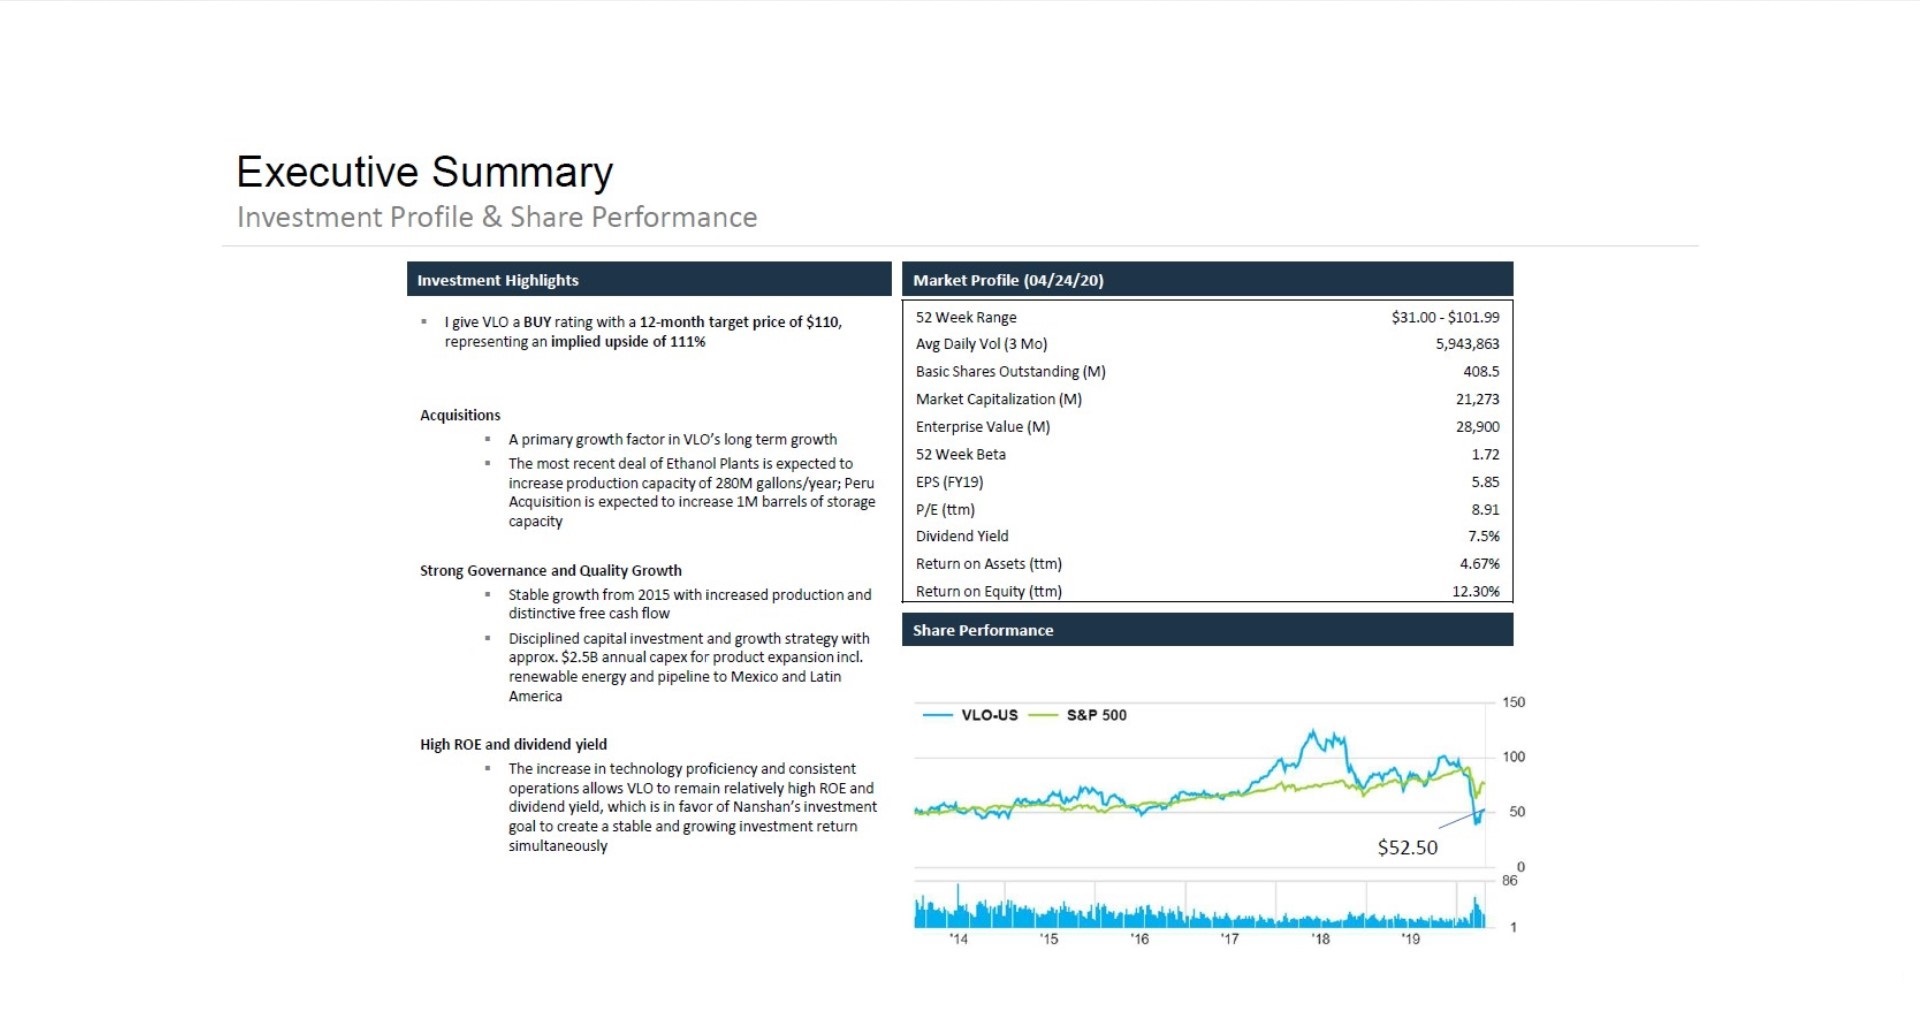 Executive Summary
Investment Profile & Share Performance
Investment Highlights
▪ I give VLO a BUY rating with a 12-month target price of $110,
representing an implied upside of 111%
Acquisitions
▪ A primary growth factor in VLO’s long term growth
▪ The most recent deal of Ethanol Plants is expected to
increase production capacity of 280M gallons/year; Peru
Acquisition is expected to increase 1M barrels of storage
capacity
Strong Governance and Quality Growth
▪ Stable growth from 2015 with increased production and
distinctive free cash flow
▪ Disciplined capital investment and growth strategy with
approx. $2.5B annual capex for product expansion incl.
renewable energy and pipeline to Mexico and Latin
America
High ROE and dividend yield
▪ The increase in technology proficiency and consistent
operations allows VLO to remain relatively high ROE and
dividend yield, which is in favor of Nanshan’s investment
goal to create a stable and growing investment return
simultaneously
Market Profile (04/24/20)
52 Week Range $31.00 - $101.99
Avg Daily Vol (3 Mo) 5,943,863
Basic Shares Outstanding (M) 408.5
Market Capitalization (M) 21,273
Enterprise Value (M) 28,900
52 Week Beta 1.72
EPS (FY19) 5.85
P/E (ttm) 8.91
Dividend Yield 7.5%
Return on Assets (ttm) 4.67%
Return on Equity (ttm) 12.30%
Share Performance
VLO-US S&P 500
150
100
50
$52.50
0
86
1
'14 '15 '16 '17 '18 '19